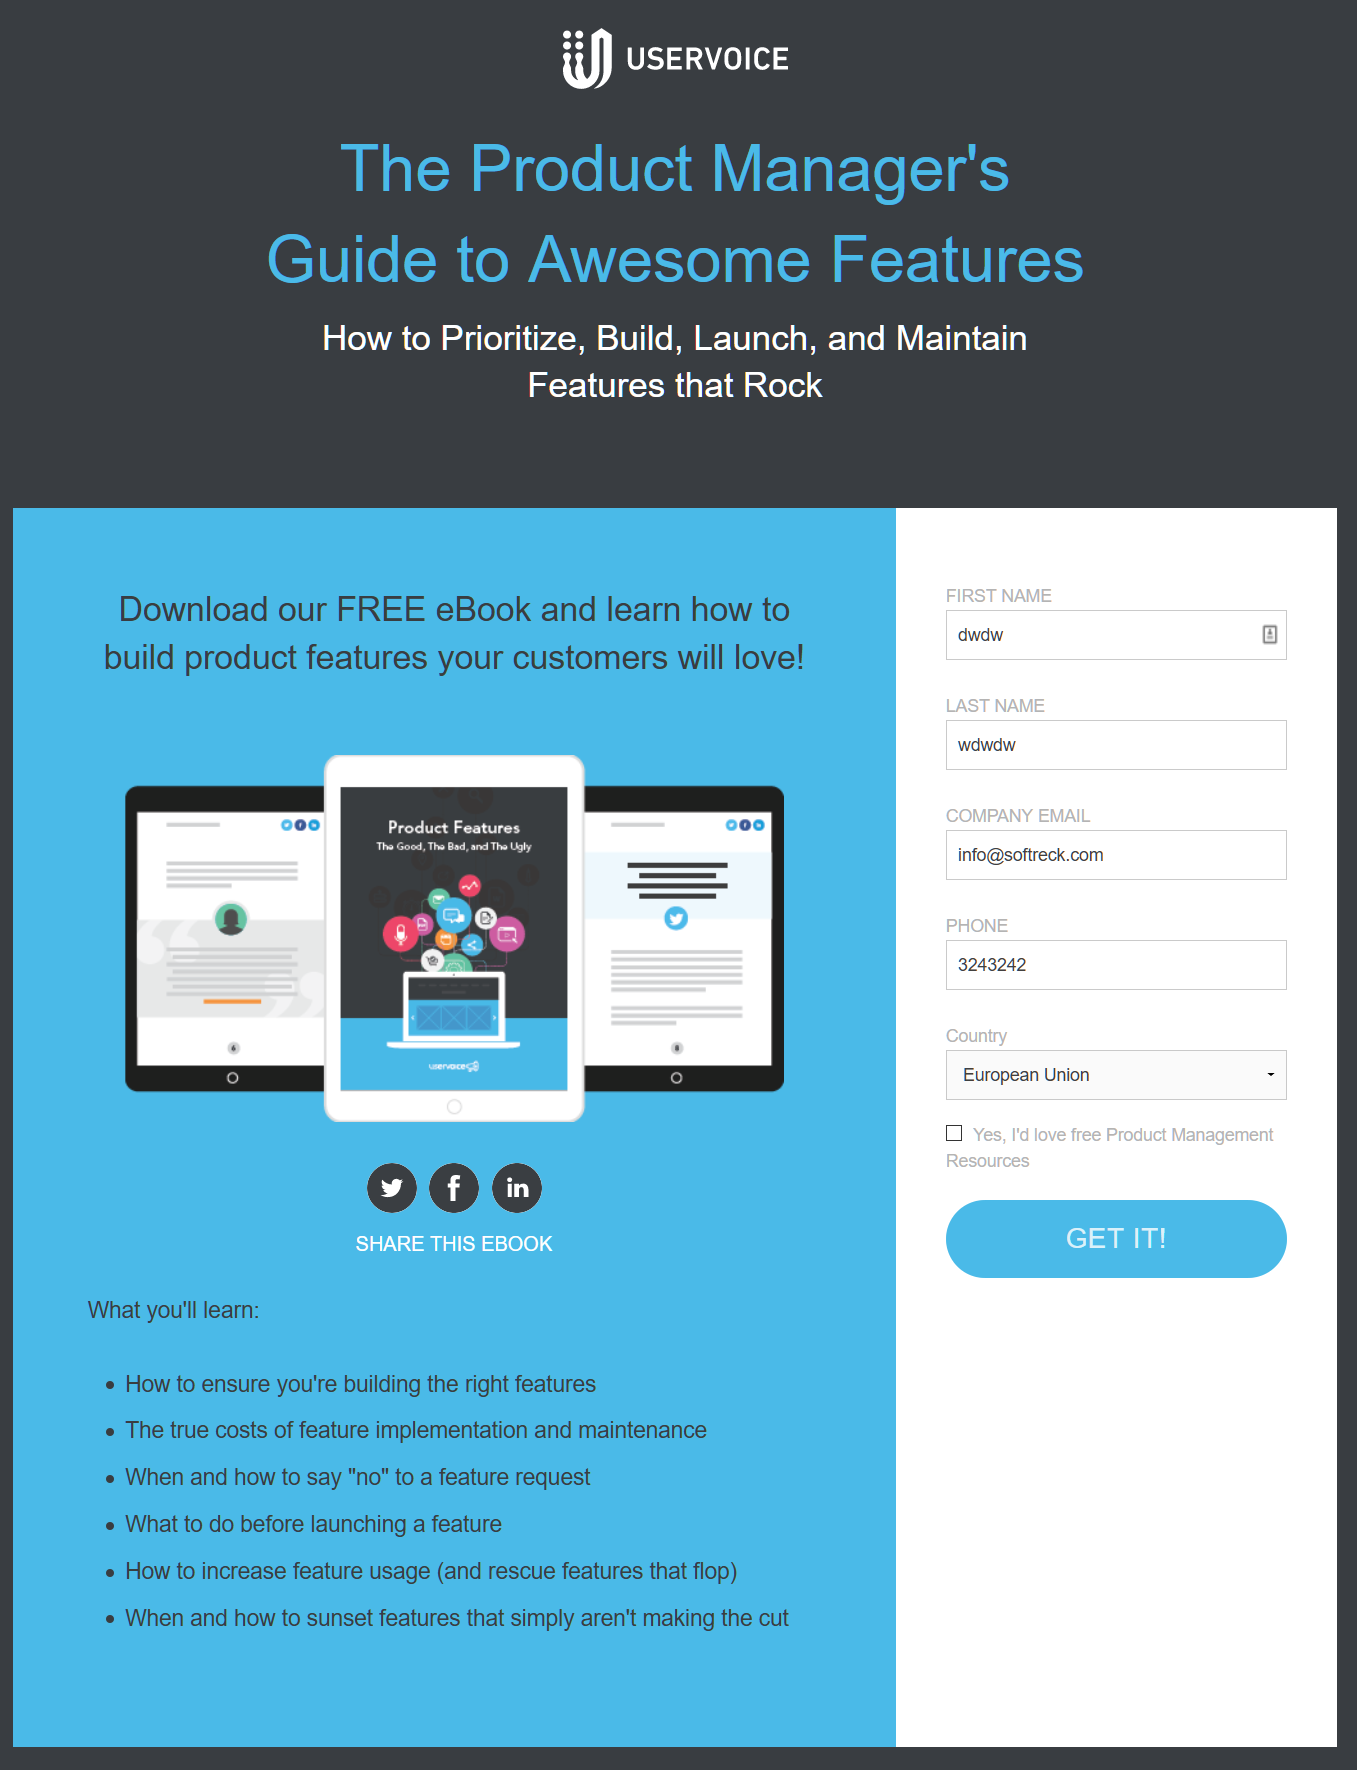 USERVOICE
The Product Manager's
Guide to Awesome Features
How to Prioritize, Build, Launch, and Maintain
Features that Rock
Download our FREE eBook and learn how to
build product features your customers will love!
Product Features
The Good, The Bad, and The Ugly
uservoice
SHARE THIS EBOOK
What you'll learn:
How to ensure you're building the right features
The true costs of feature implementation and maintenance
When and how to say "no" to a feature request
What to do before launching a feature
How to increase feature usage (and rescue features that flop)
When and how to sunset features that simply aren't making the cut
FIRST NAME
dwdw
LAST NAME
wdwdw
COMPANY EMAIL
info@softreck.com
PHONE
3243242
Country
European Union
Yes, I'd love free Product Management
Resources
GET IT!